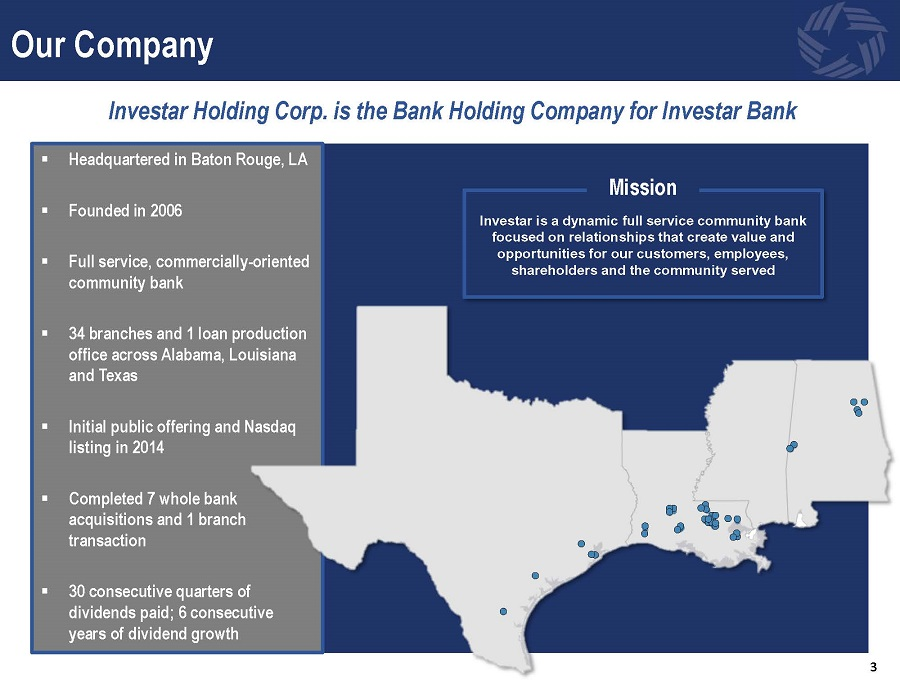 Our Company
Investar Holding Corp. is the Bank Holding Company for Investar Bank
▪ Headquartered in Baton Rouge, LA
▪ Founded in 2006
▪ Full service, commercially-oriented
community bank
▪ 34 branches and 1 loan production
office across Alabama, Louisiana
and Texas
▪ Initial public offering and Nasdaq
listing in 2014
▪ Completed 7 whole bank
acquisitions and 1 branch
transaction
▪ 30 consecutive quarters of
dividends paid; 6 consecutive
years of dividend growth
Mission
Investar is a dynamic full service community bank
focused on relationships that create value and
opportunities for our customers, employees,
shareholders and the community served
3